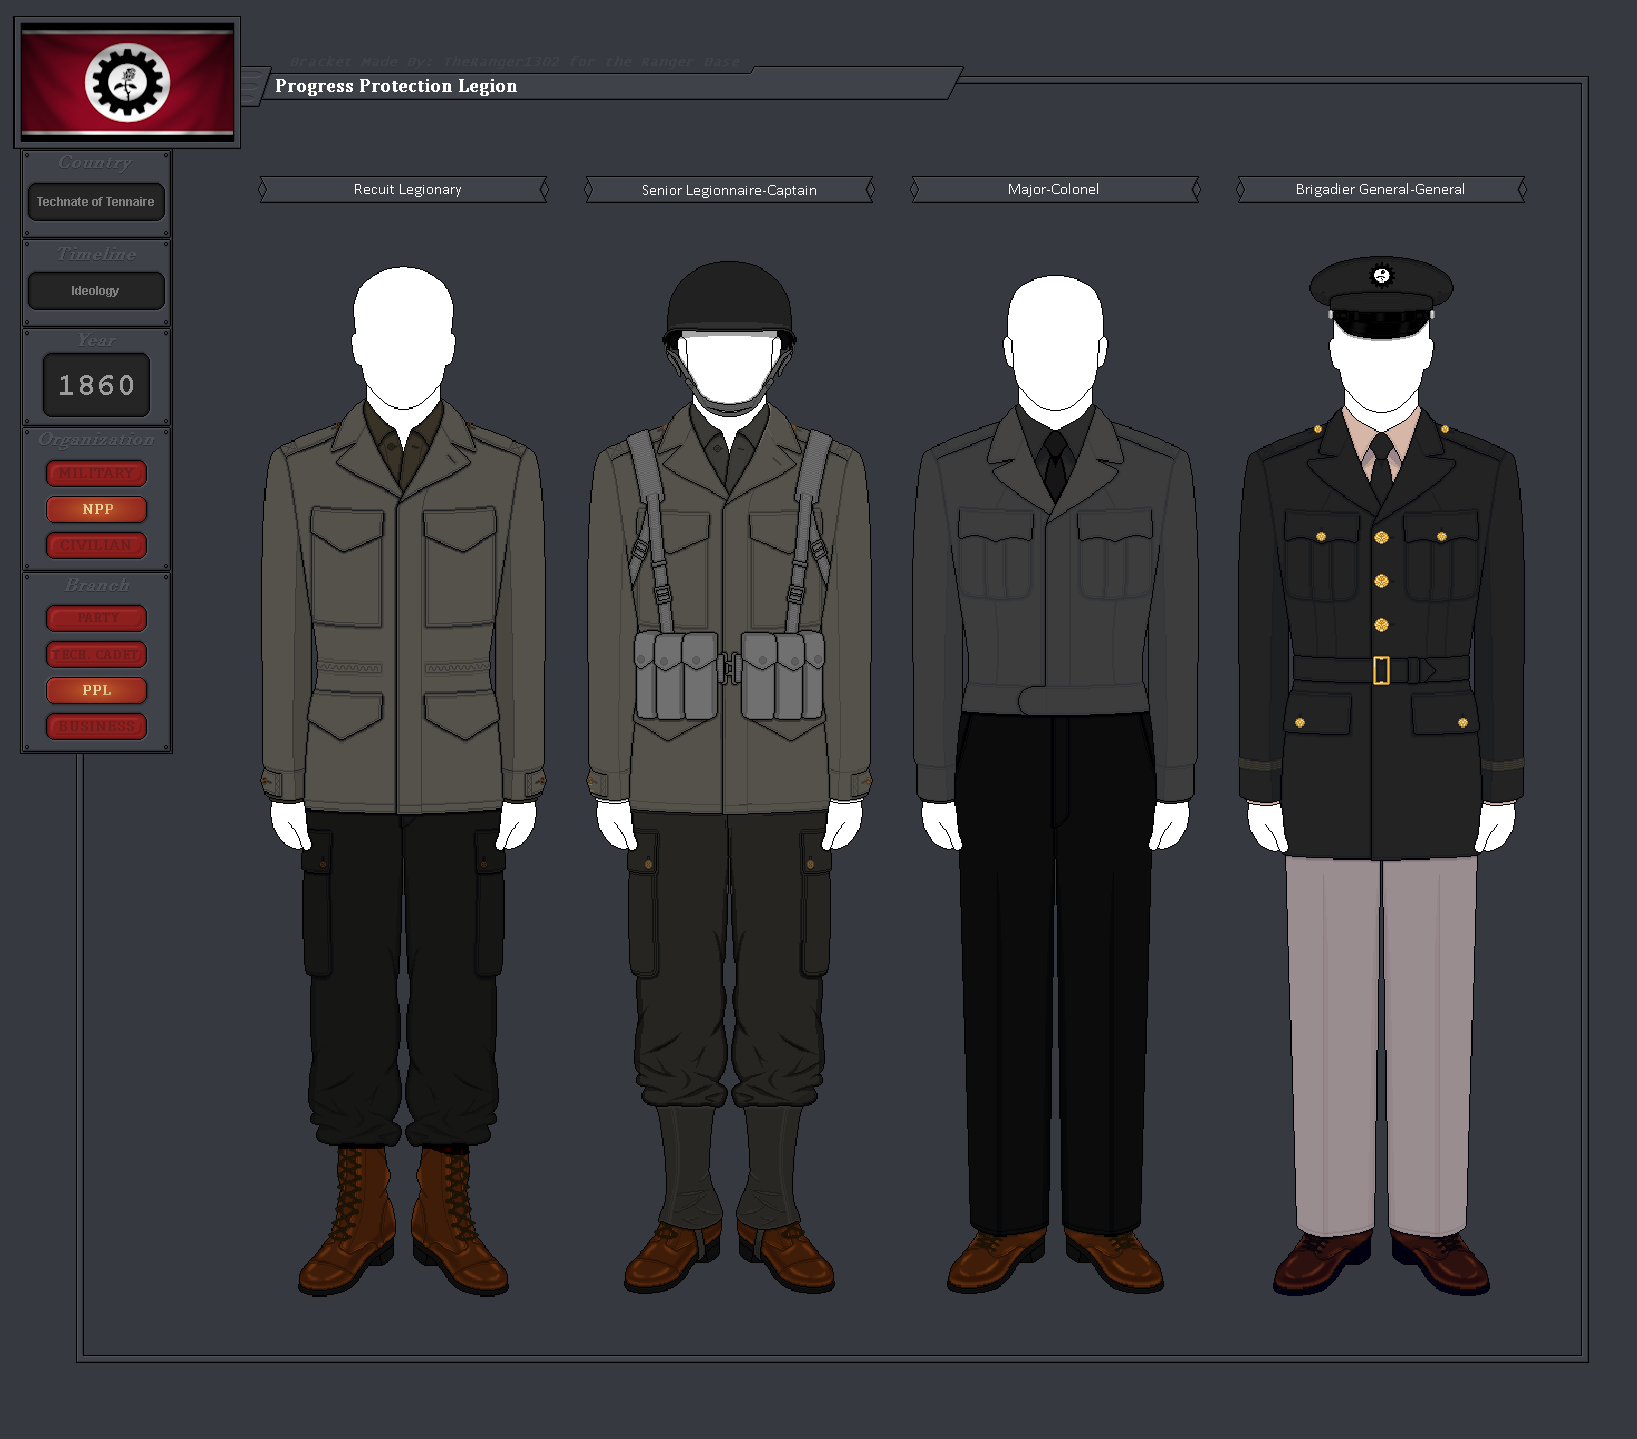 Bracket Made By: TheRanger1302 for the Ranger Base
Progress Protection Legion
Country
Technate of Tennaire
Timeline
Ideology
Year
1860
Organization
MILITARY
NPP
CIVILIAN
Branch
PARTY
TECH. CADET
PPL
BUSINESS
Recuit Legionary
Senior Legionnaire-Captain
Major-Colonel
Brigadier General-General